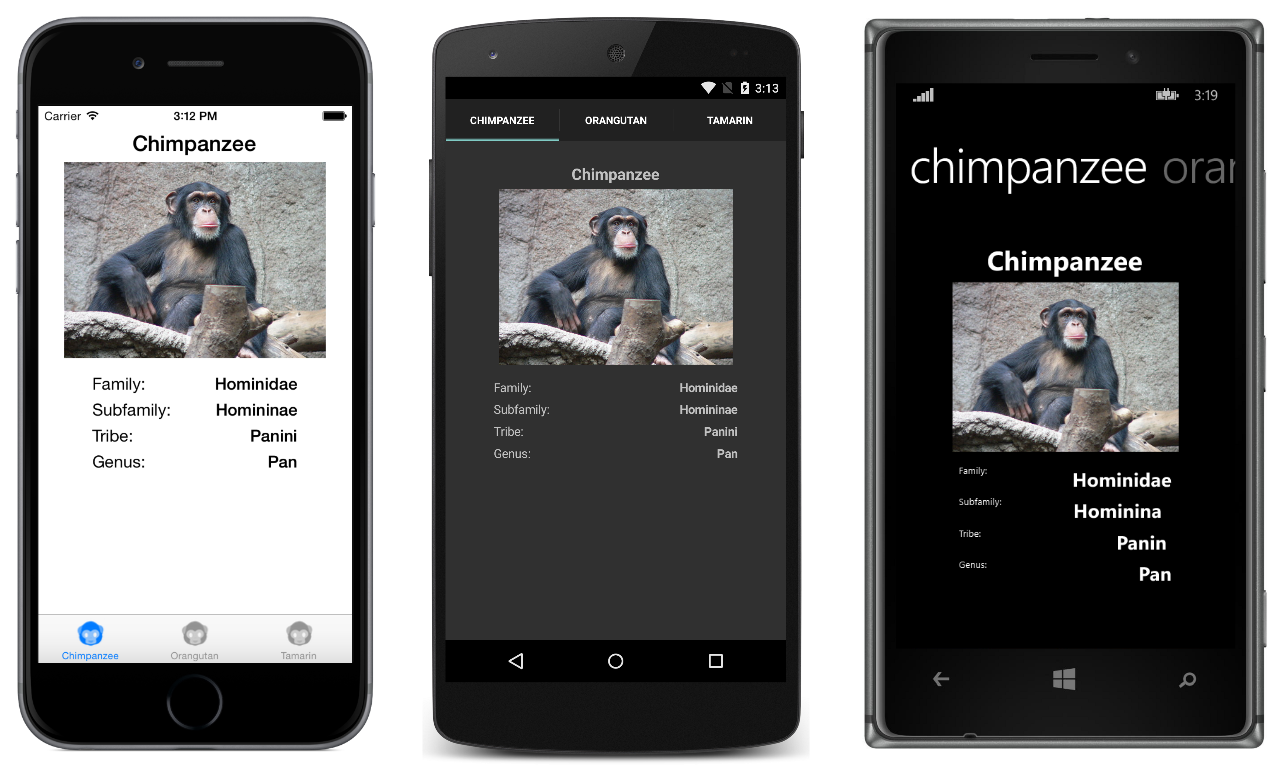 Carrier 3:12 PM
Chimpanzee
Family: Hominidae
Subfamily: Homininae
Tribe: Panini
Genus: Pan
Chimpanzee Orangutan Tamarin
3:13
CHIMPANZEE ORANGUTAN TAMARIN
Chimpanzee
Family: Hominidae
Subfamily: Homininae
Tribe: Panini
Genus: Pan
3:19
chimpanzee oran
Chimpanzee
Family: Hominidae
Subfamily: Hominina
Tribe: Panin
Genus: Pan